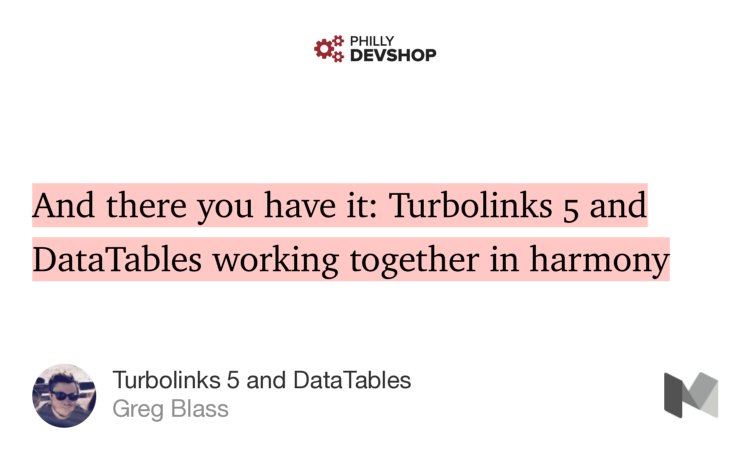 PHILLY
DEVSHOP
And there you have it: Turbolinks 5 and
DataTables working together in harmony
Turbolinks 5 and DataTables
Greg Blass